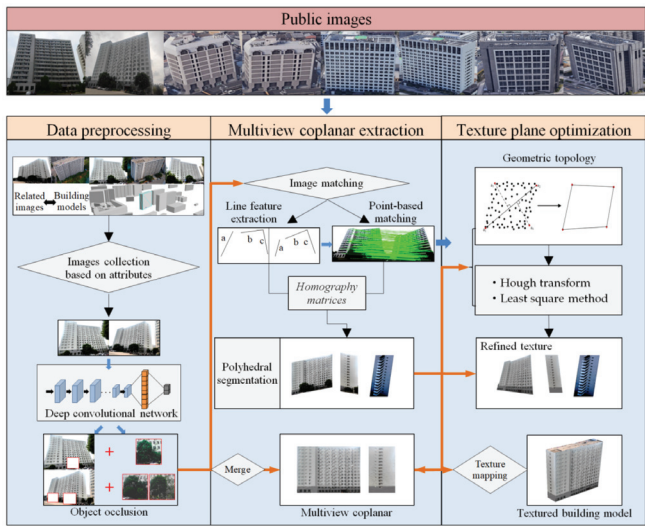 Public images
Data preprocessing
Related
images
Building
models
Images collection
based on attributes
Deep convolutional network
+
+
Object occlusion
Multiview coplanar extraction
Image matching
Line feature
extraction
Point-based
matching
a
b
c
a
b
c
Homography
matrices
Polyhedral
segmentation
Merge
Multiview coplanar
Texture plane optimization
Geometric topology
• Hough transform
• Least square method
Refined texture
Texture
mapping
Textured building model